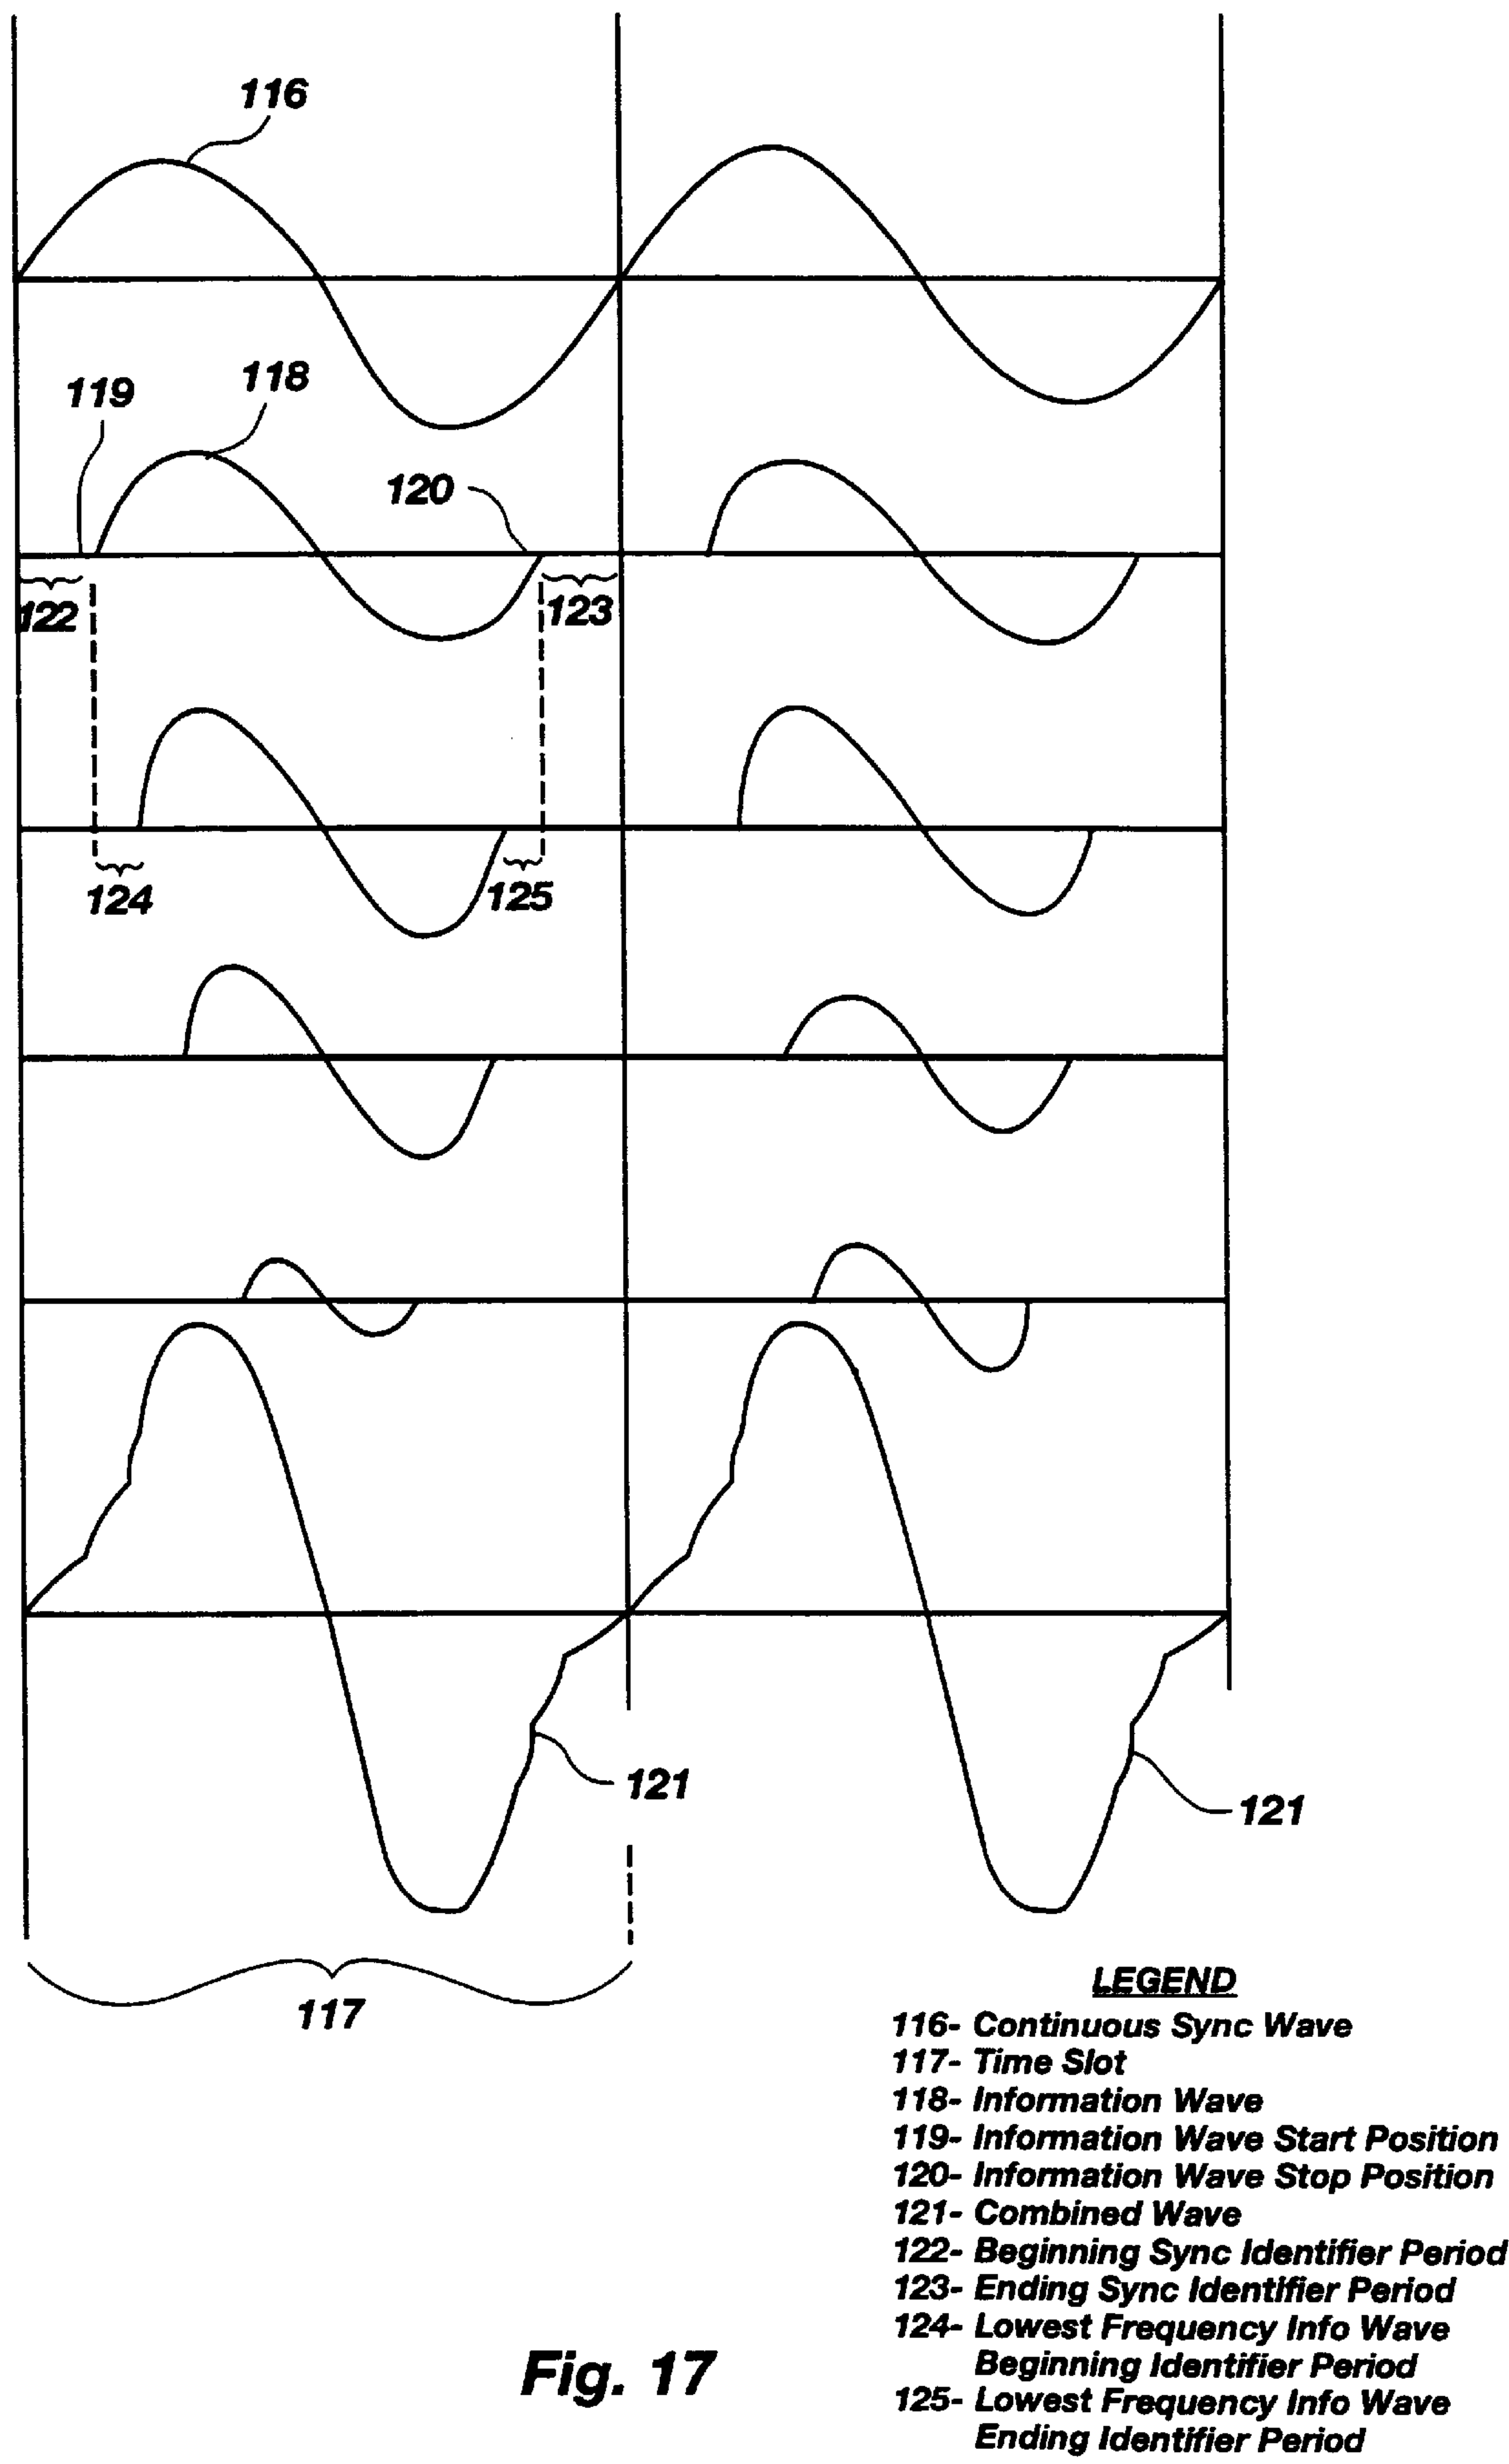 116
119
118
120
122
123
124
125
121
121
117
LEGEND
116- Continuous Sync Wave
117- Time Slot
118- Information Wave
119- Information Wave Start Position
120- Information Wave Stop Position
121- Combined Wave
122- Beginning Sync Identifier Period
123- Ending Sync Identifier Period
124- Lowest Frequency Info Wave
Beginning Identifier Period
125- Lowest Frequency Info Wave
Ending Identifier Period
Fig. 17